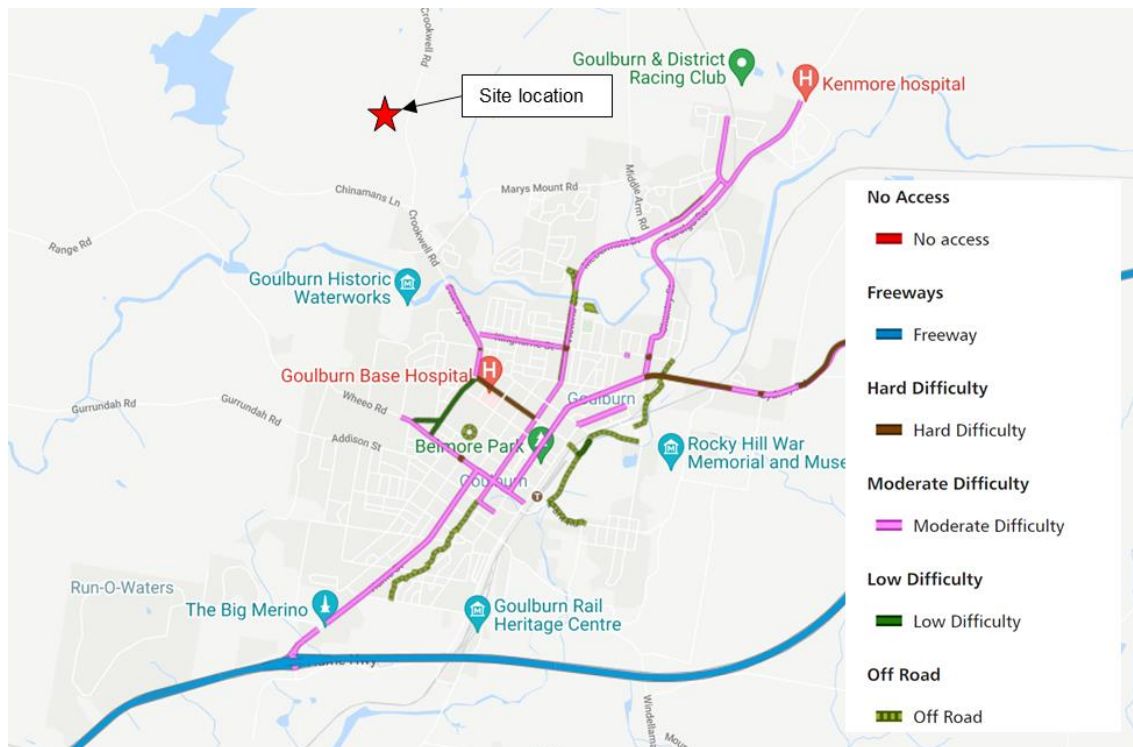 Crookwell Rd
Site location
Goulburn & District
Racing Club
Kenmore hospital
Marys Mount Rd
Middle Arm Rd
Chinamans Ln
Crookwell Rd
Range Rd
Goulburn Historic
Waterworks
Goulburn Base Hospital
Goulburn
Wheeo Rd
Gurrundah Rd
Gurrundah Rd
Addison St
Belmore Park
Goulburn
Rocky Hill War
Memorial and Muse
Run-O-Waters
The Big Merino
Goulburn Rail
Heritage Centre
Hume Hwy
Windellama
No Access
No access
Freeways
Freeway
Hard Difficulty
Hard Difficulty
Moderate Difficulty
Moderate Difficulty
Low Difficulty
Low Difficulty
Off Road
Off Road